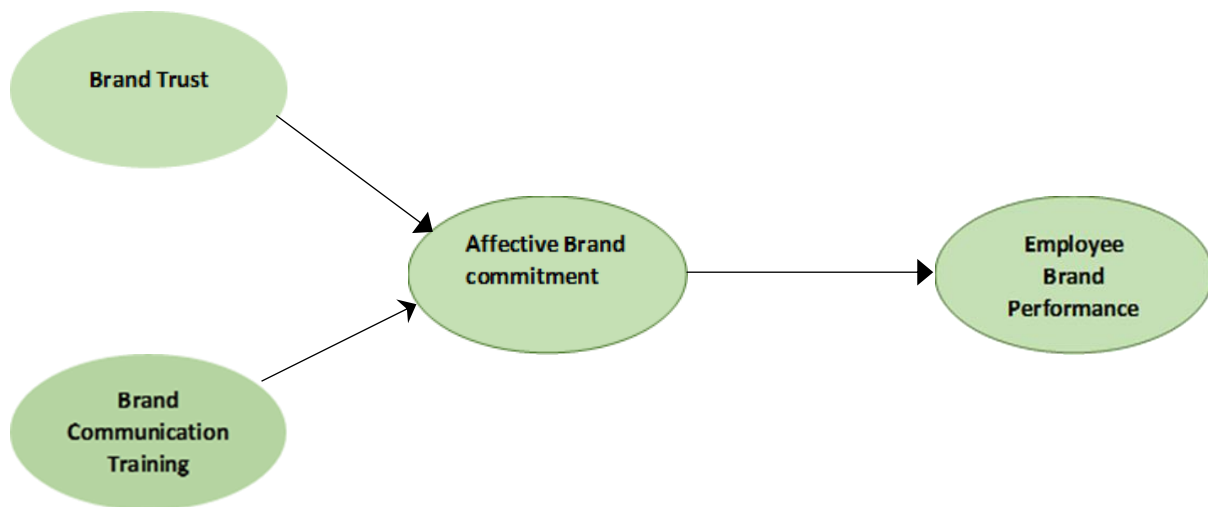 Brand Trust
Affective Brand
commitment
Employee
Brand
Performance
Brand
Communication
Training